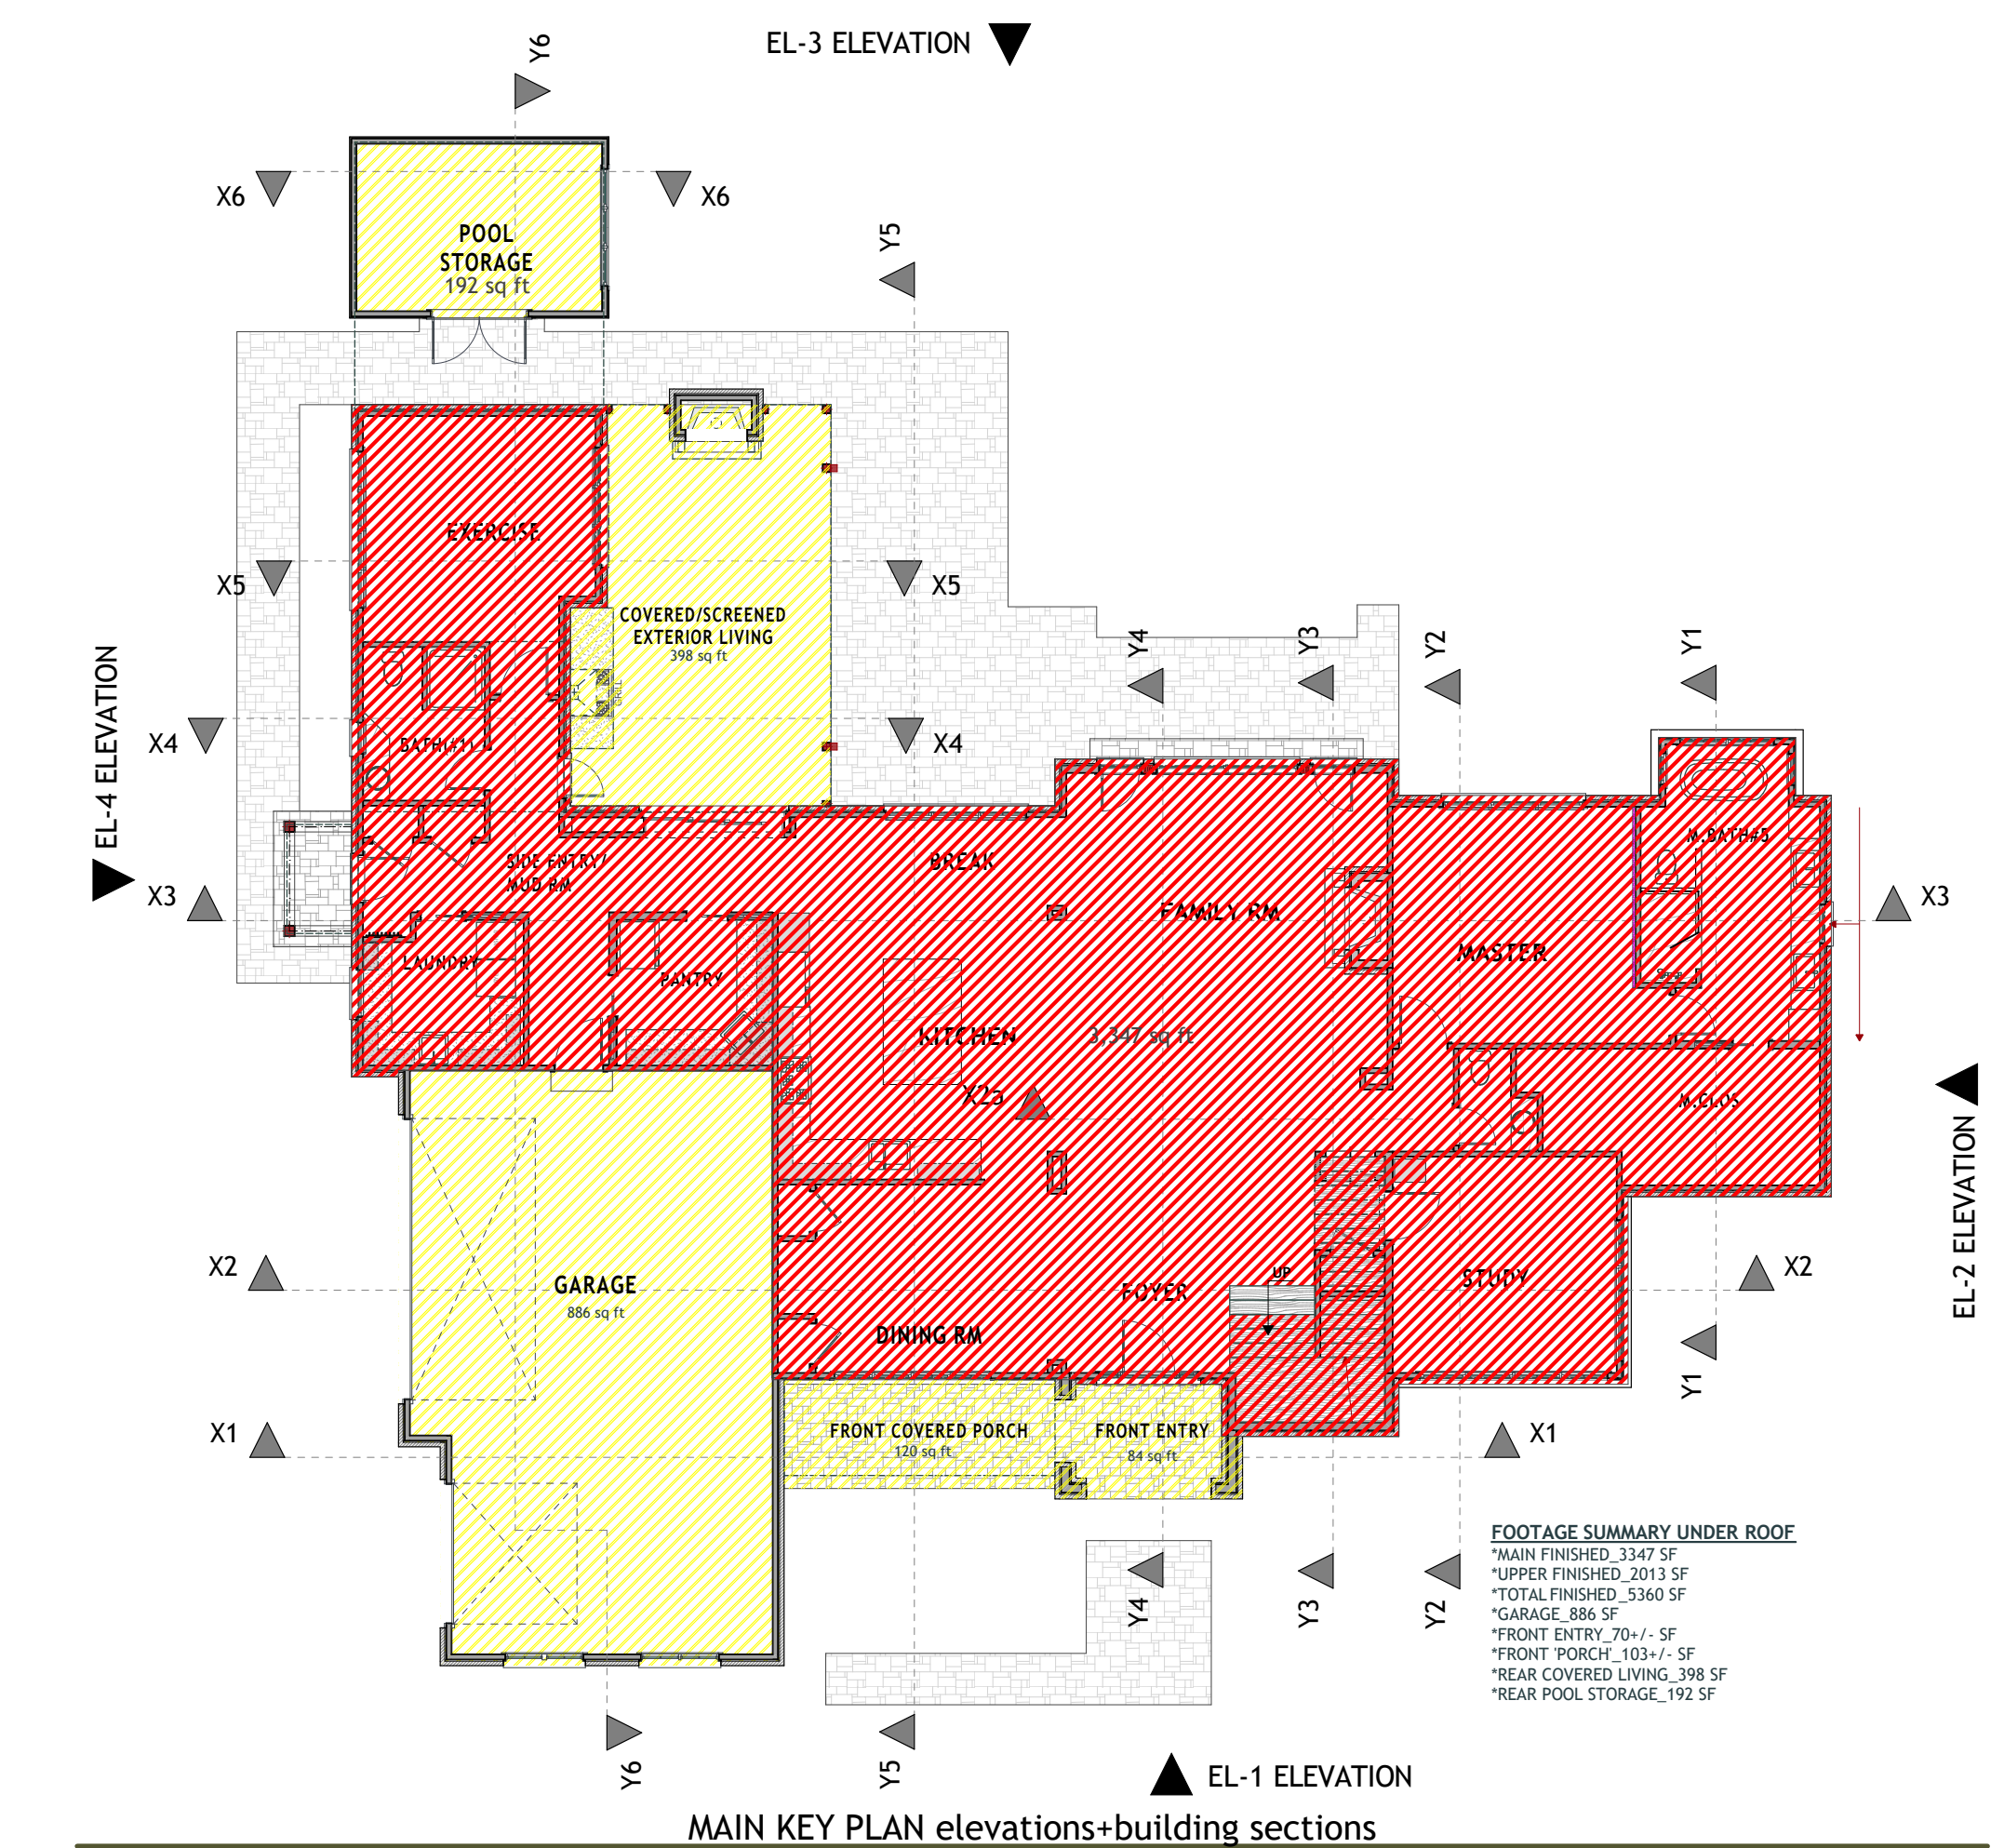 EL-3 ELEVATION
Y6
X6
X6
POOL
STORAGE
192 sq ft
Y5
EXERCISE
X5
X5
COVERED/SCREENED
EXTERIOR LIVING
398 sq ft
GRILL
Y4
Y3
Y2
Y1
EL-4 ELEVATION
X4
X4
BATH#1
SIDE ENTRY/
MUD RM
BREAK
M.BATH#5
X3
X3
FAMILY RM
MASTER
LAUNDRY
PANTRY
KITCHEN
3,347 sq ft
X2a
M.CLOS
EL-2 ELEVATION
X2
X2
GARAGE
886 sq ft
UP
FOYER
STUDY
DINING RM
Y1
X1
X1
FRONT COVERED PORCH
120 sq ft
FRONT ENTRY
84 sq ft
FOOTAGE SUMMARY UNDER ROOF
*MAIN FINISHED_3347 SF
*UPPER FINISHED_2013 SF
*TOTAL FINISHED_5360 SF
*GARAGE_886 SF
*FRONT ENTRY_70+/- SF
*FRONT 'PORCH'_103+/- SF
*REAR COVERED LIVING_398 SF
*REAR POOL STORAGE_192 SF
Y4
Y3
Y2
Y6
Y5
EL-1 ELEVATION
MAIN KEY PLAN elevations+building sections